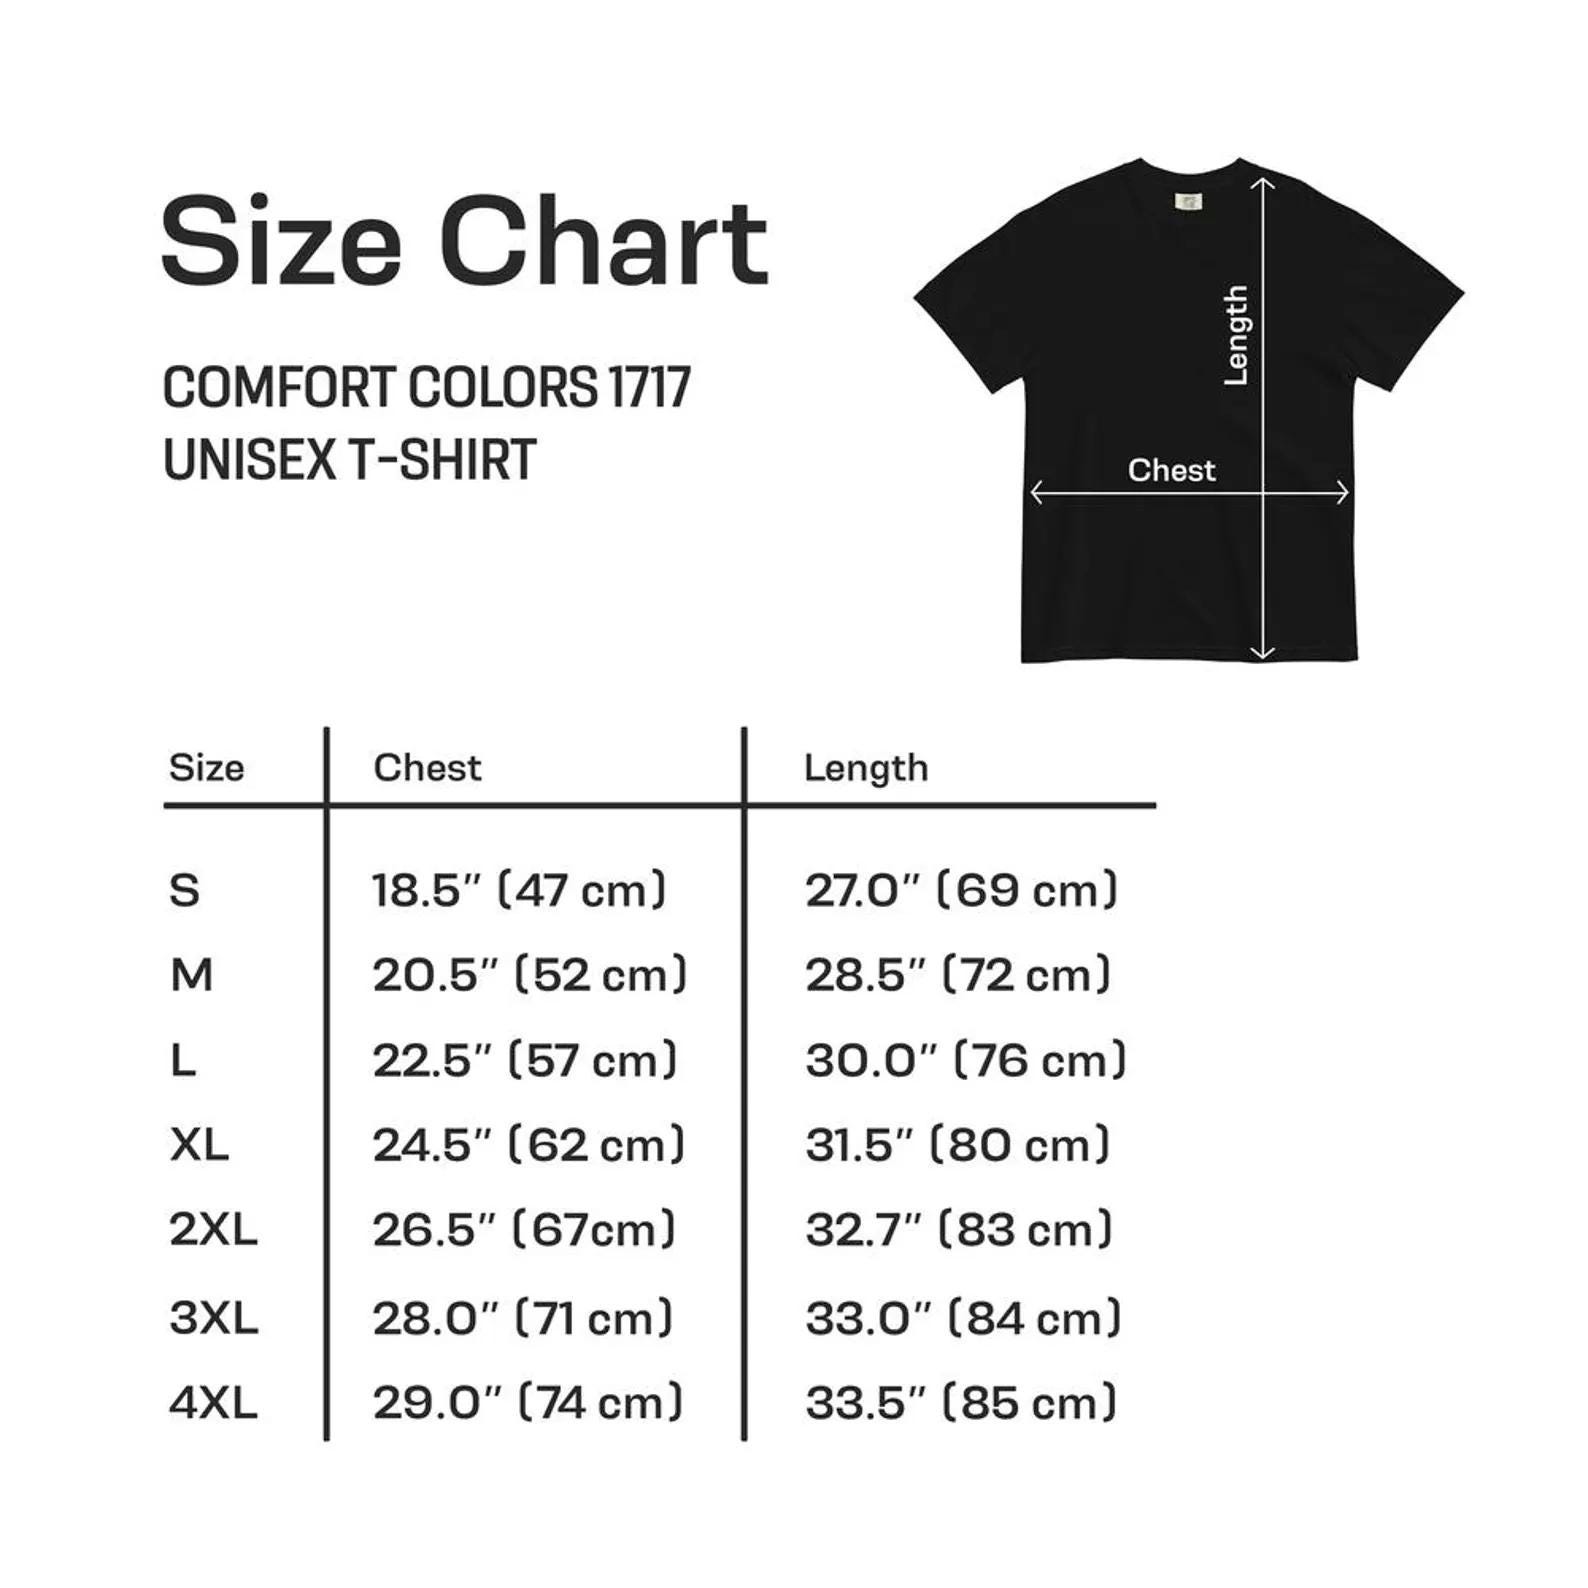 Size Chart
COMFORT COLORS 1717
UNISEX T-SHIRT
Length
Chest
Size Chest Length
S 18.5" (47 cm) 27.0" (69 cm)
M 20.5" (52 cm) 28.5" (72 cm)
L 22.5" (57 cm) 30.0" (76 cm)
XL 24.5" (62 cm) 31.5" (80 cm)
2XL 26.5" (67cm) 32.7" (83 cm)
3XL 28.0" (71 cm) 33.0" (84 cm)
4XL 29.0" (74 cm) 33.5" (85 cm)